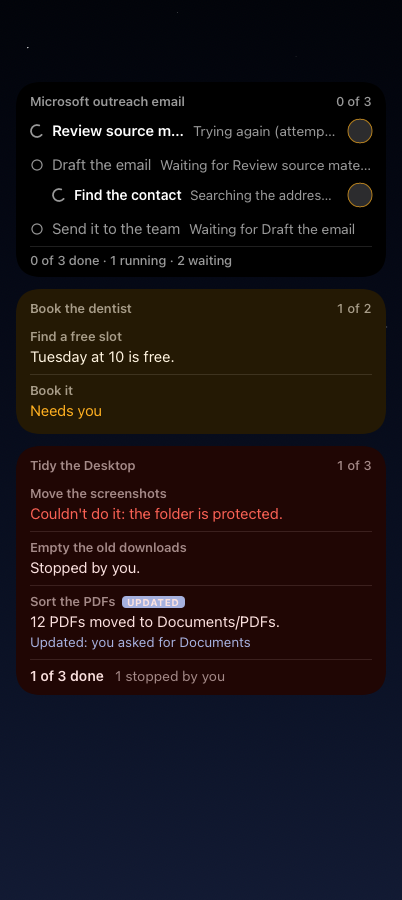 Microsoft outreach email 0 of 3
Review source m... Trying again (attemp...
Draft the email Waiting for Review source mate...
Find the contact Searching the addres...
Send it to the team Waiting for Draft the email
0 of 3 done · 1 running · 2 waiting
Book the dentist 1 of 2
Find a free slot
Tuesday at 10 is free.
Book it
Needs you
Tidy the Desktop 1 of 3
Move the screenshots
Couldn't do it: the folder is protected.
Empty the old downloads
Stopped by you.
Sort the PDFs UPDATED
12 PDFs moved to Documents/PDFs.
Updated: you asked for Documents
1 of 3 done 1 stopped by you